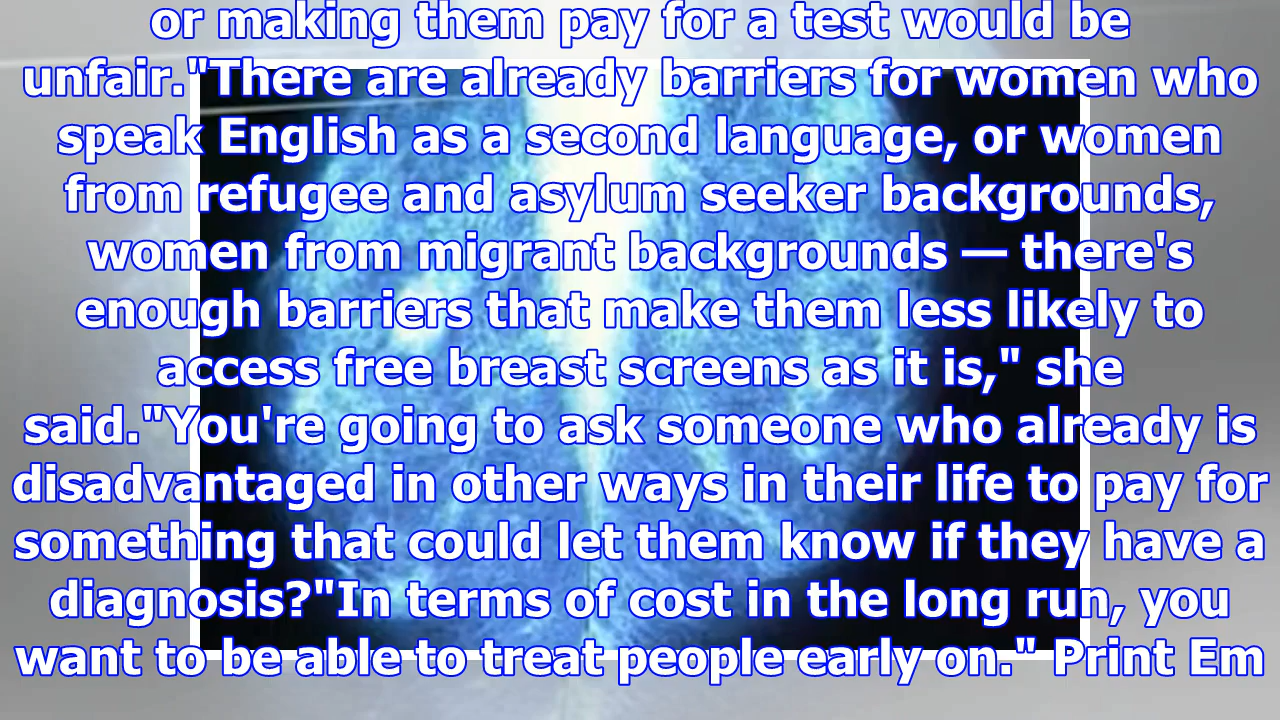 or making them pay for a test would be
unfair."There are already barriers for women who
speak English as a second language, or women
from refugee and asylum seeker backgrounds,
women from migrant backgrounds — there's
enough barriers that make them less likely to
access free breast screens as it is," she
said."You're going to ask someone who already is
disadvantaged in other ways in their life to pay for
something that could let them know if they have a
diagnosis?"In terms of cost in the long run, you
want to be able to treat people early on." Print Em